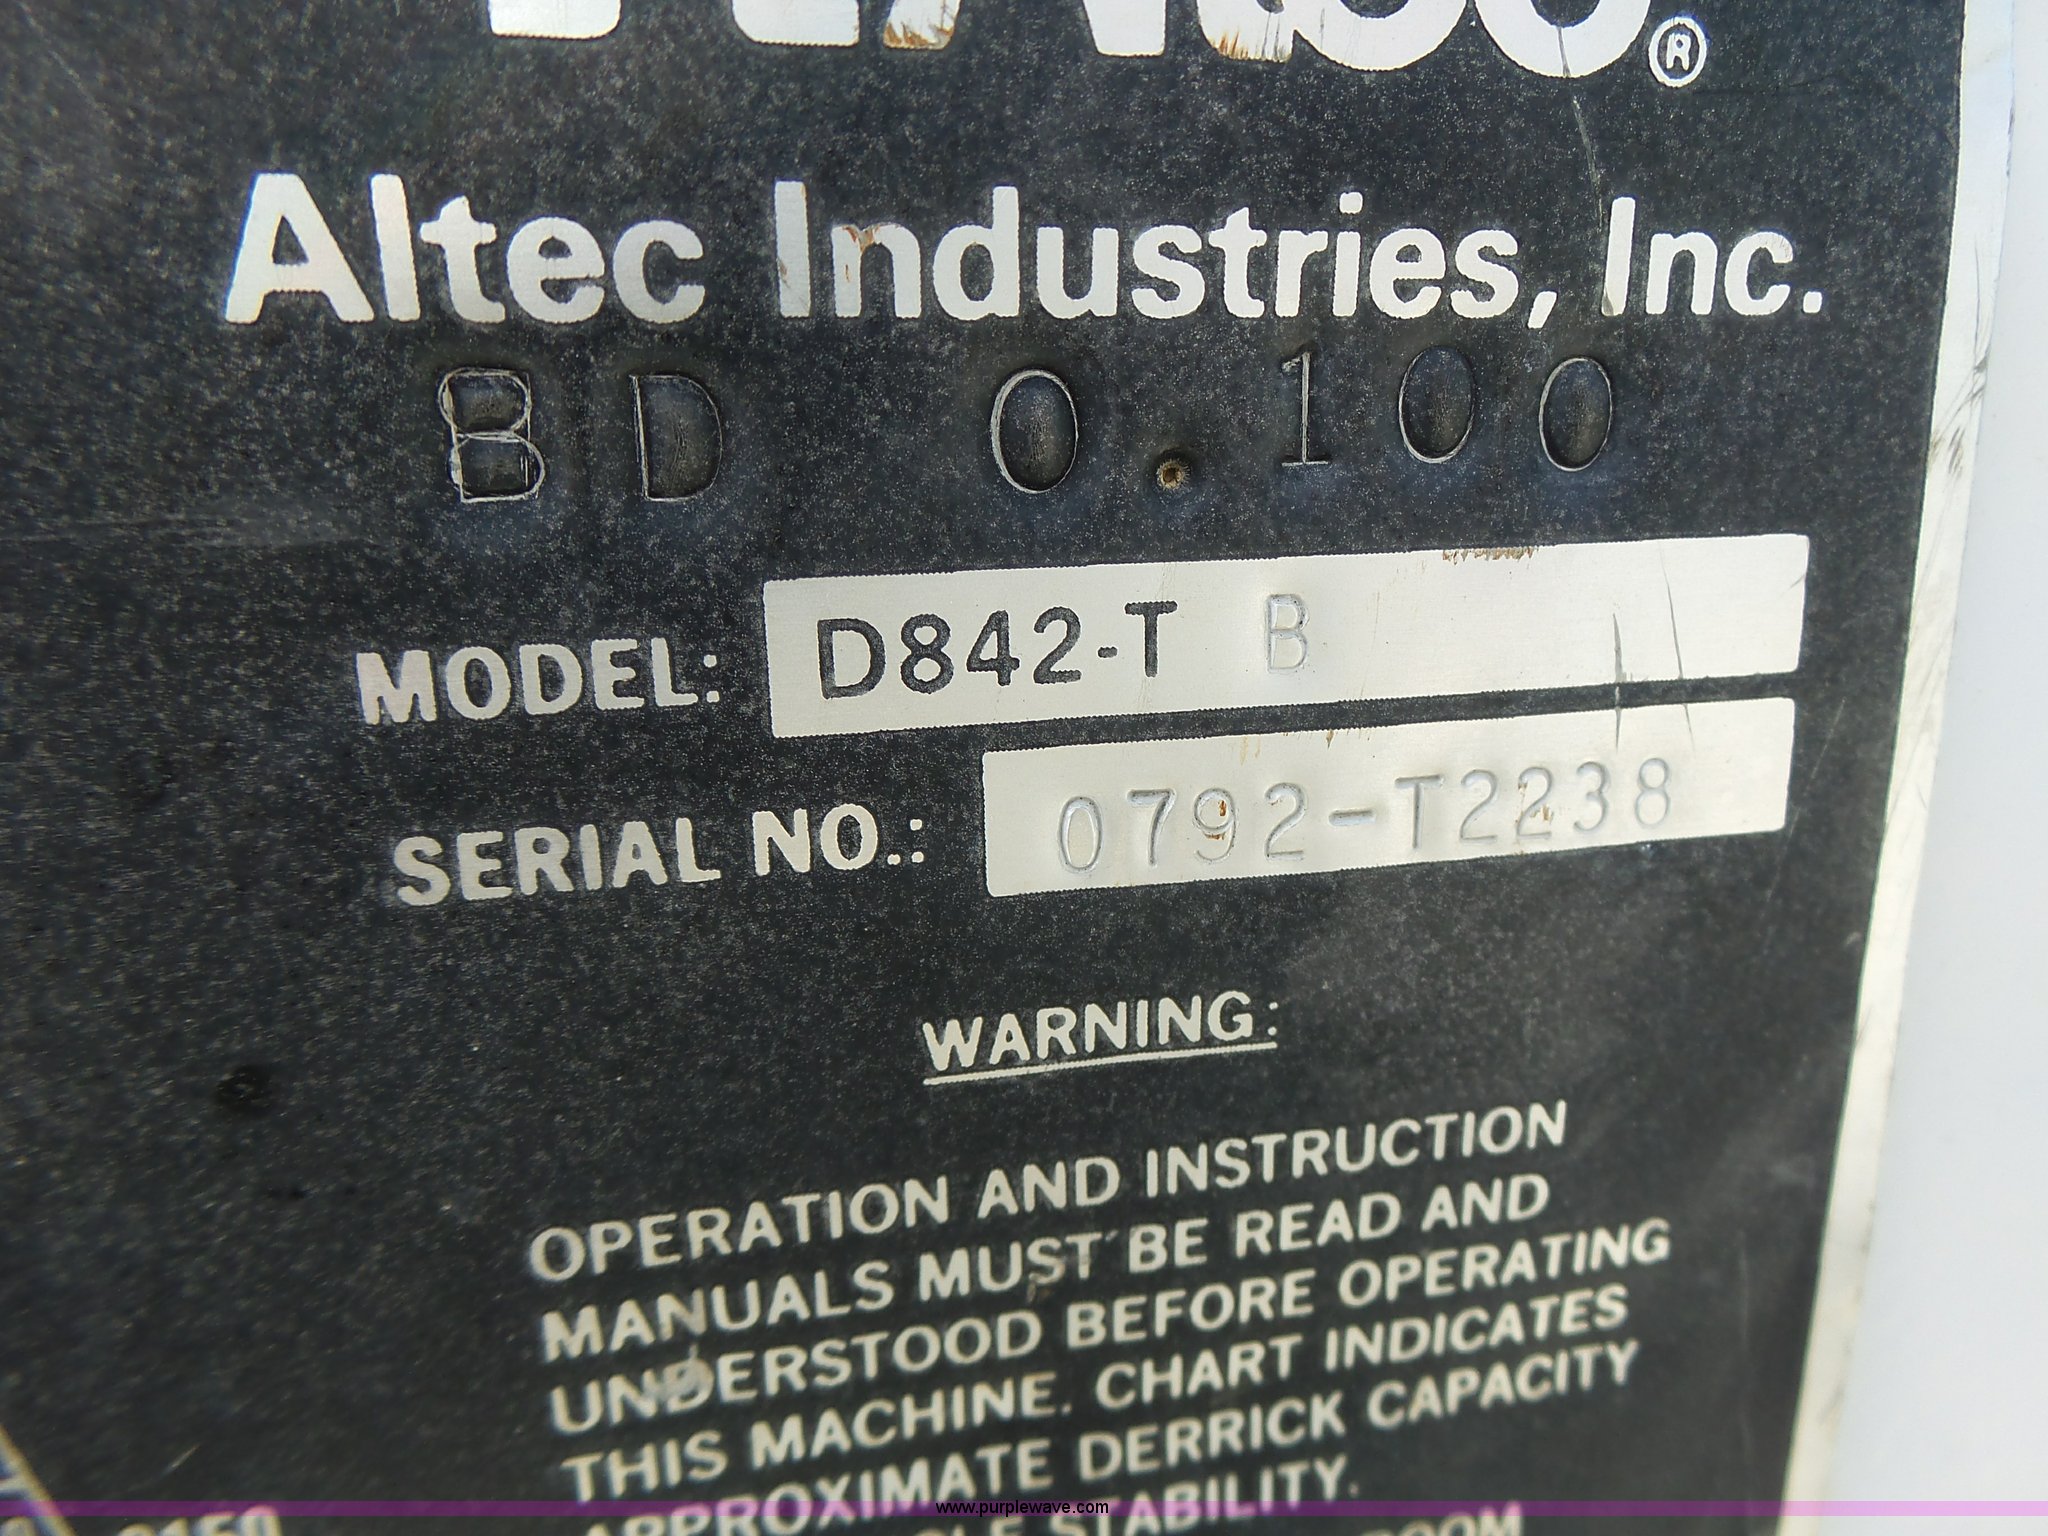 ®
Altec Industries, Inc.
BD 0.100
MODEL: D842-T B
SERIAL NO.: 0792-T2238
WARNING:
OPERATION AND INSTRUCTION
MANUALS MUST BE READ AND
UNDERSTOOD BEFORE OPERATING
THIS MACHINE. CHART INDICATES
APPROXIMATE DERRICK CAPACITY
STABILITY.
www.purplewave.com